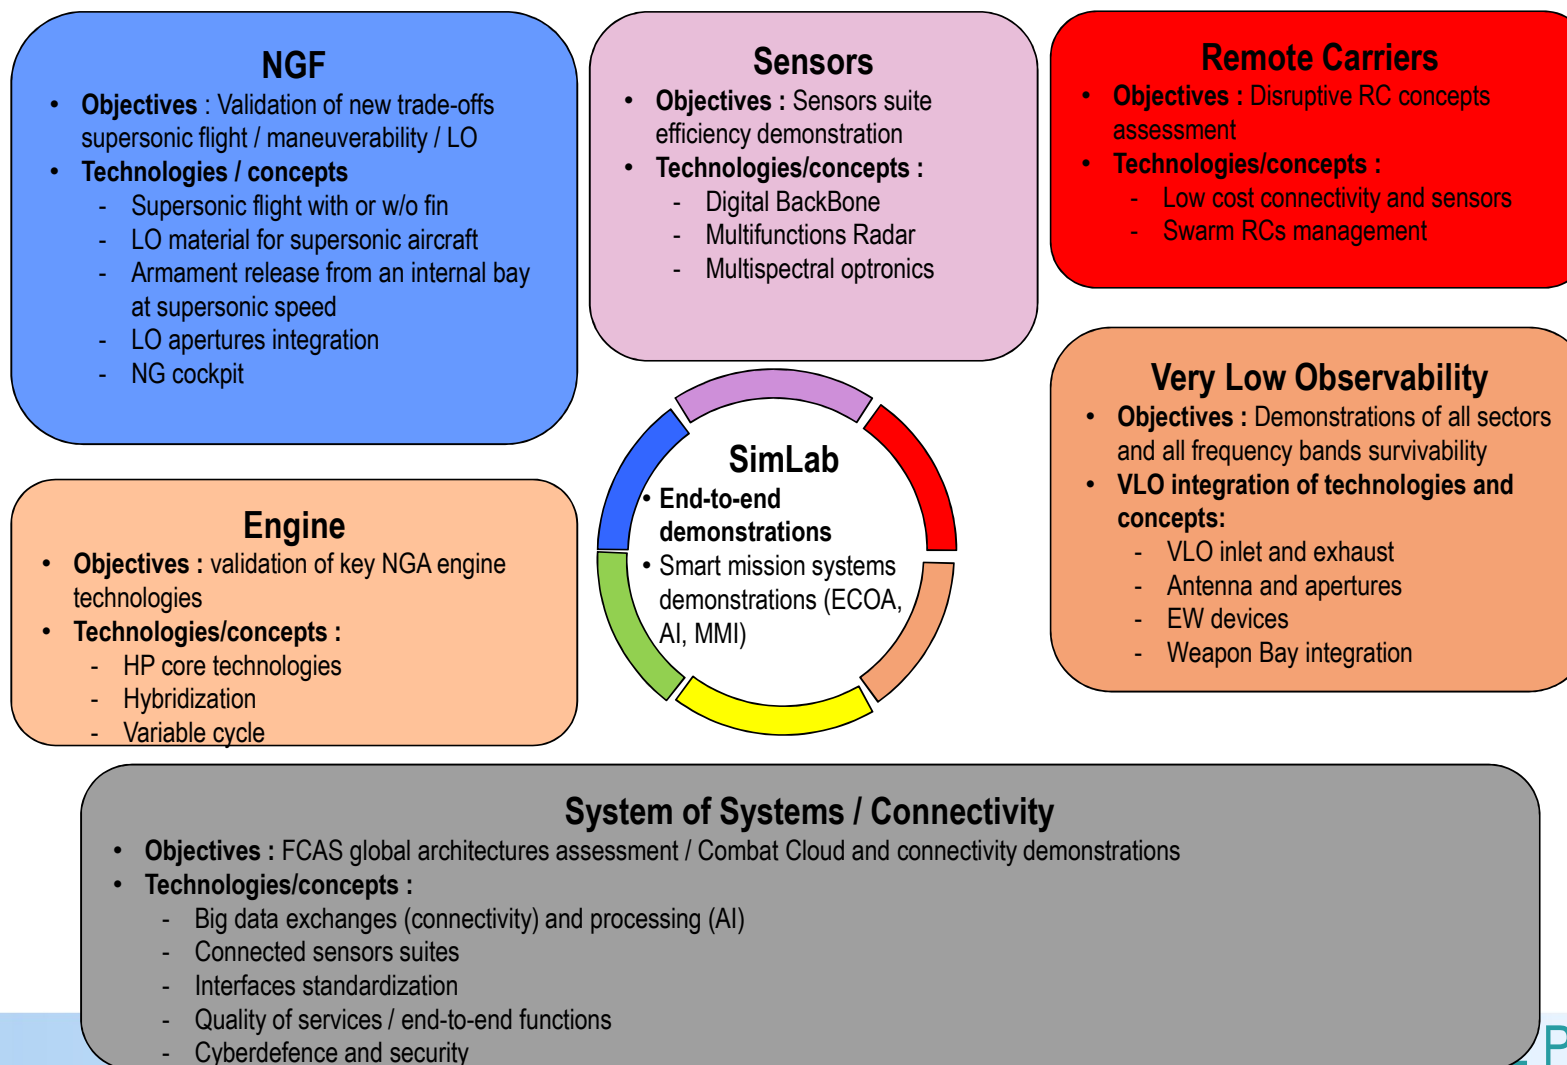 NGF
• Objectives : Validation of new trade-offs
supersonic flight / maneuverability / LO
• Technologies / concepts
- Supersonic flight with or w/o fin
- LO material for supersonic aircraft
- Armament release from an internal bay
at supersonic speed
- LO apertures integration
- NG cockpit
Sensors
• Objectives : Sensors suite
efficiency demonstration
• Technologies/concepts :
- Digital BackBone
- Multifunctions Radar
- Multispectral optronics
Remote Carriers
• Objectives : Disruptive RC concepts
assessment
• Technologies/concepts :
- Low cost connectivity and sensors
- Swarm RCs management
Very Low Observability
• Objectives : Demonstrations of all sectors
and all frequency bands survivability
• VLO integration of technologies and
concepts:
- VLO inlet and exhaust
- Antenna and apertures
- EW devices
- Weapon Bay integration
SimLab
• End-to-end
demonstrations
• Smart mission systems
demonstrations (ECOA,
AI, MMI)
Engine
• Objectives : validation of key NGA engine
technologies
• Technologies/concepts :
- HP core technologies
- Hybridization
- Variable cycle
System of Systems / Connectivity
• Objectives : FCAS global architectures assessment / Combat Cloud and connectivity demonstrations
• Technologies/concepts :
- Big data exchanges (connectivity) and processing (AI)
- Connected sensors suites
- Interfaces standardization
- Quality of services / end-to-end functions
- Cyberdefence and security